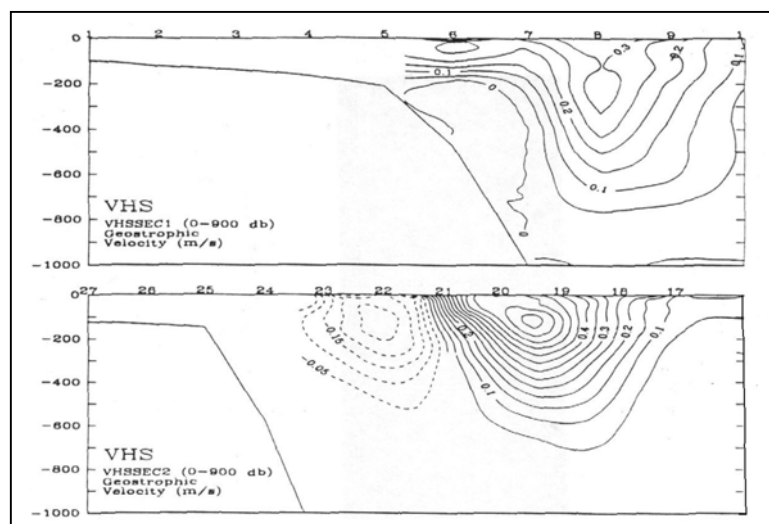 1 2 3 4 5 6 7 8 9 1
0
-200
-400
-600
-800
-1000
0.3
0.2
0.1
0.1
0
0.2
0.1
0
VHS
VHSSEC1 (0-900 db)
Geostrophic
Velocity (m/s)
27 26 25 24 23 22 21 20 19 18 17
0
-200
-400
-600
-800
-1000
-0.15
-0.05
0.2
0.1
0.4
0.3
0.2
0.1
VHS
VHSSEC2 (0-900 db)
Geostrophic
Velocity (m/s)